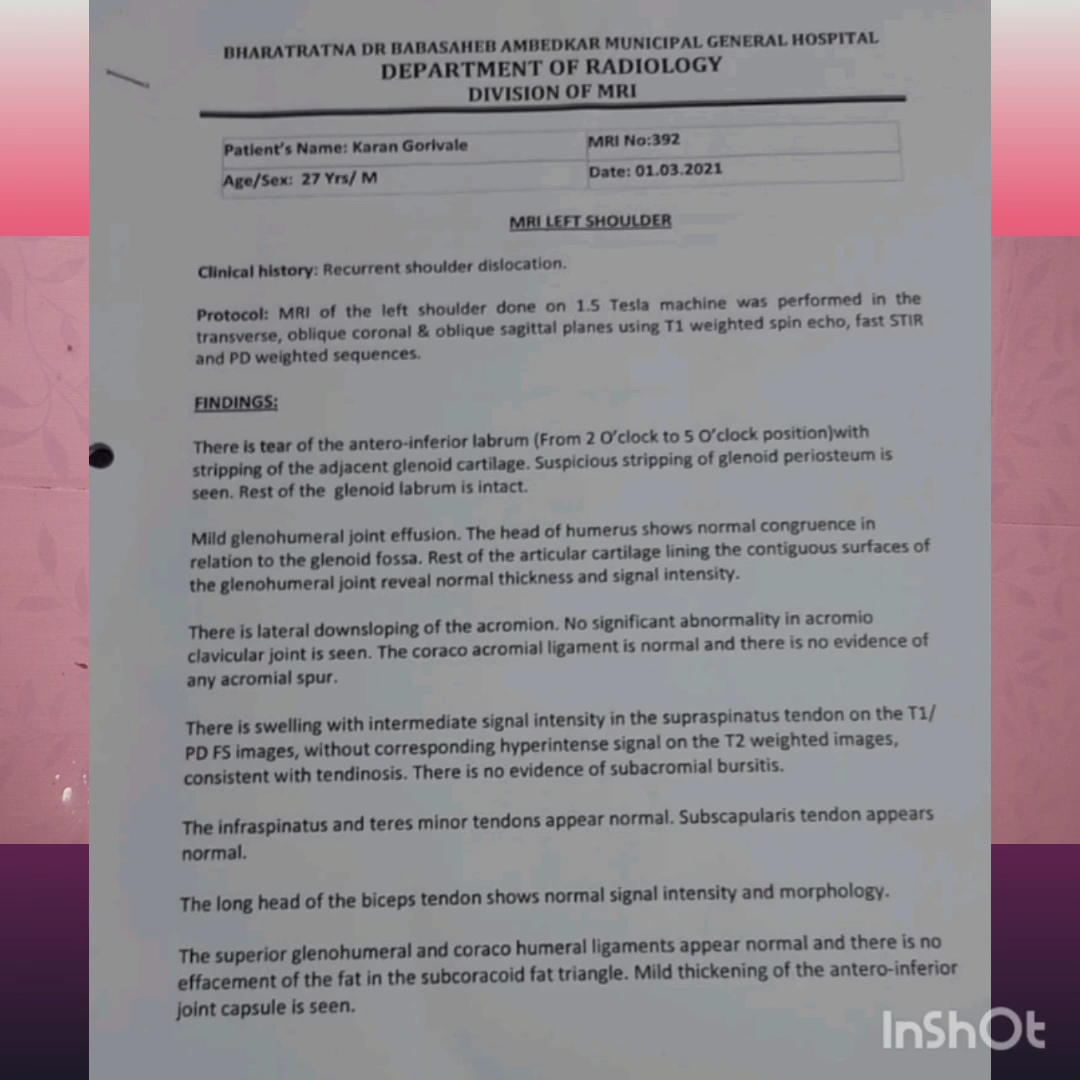 BHARATRATNA DR BABASAHEB AMBEDKAR MUNICIPAL GENERAL HOSPITAL
DEPARTMENT OF RADIOLOGY
DIVISION OF MRI
Patient's Name: Karan Gorivale
MRI No:392
Age/Sex: 27 Yrs/ M
Date: 01.03.2021
MRI LEFT SHOULDER
Clinical history: Recurrent shoulder dislocation.
Protocol: MRI of the left shoulder done on 1.5 Tesla machine was performed in the
transverse, oblique coronal & oblique sagittal planes using T1 weighted spin echo, fast STIR
and PD weighted sequences.
FINDINGS:
There is tear of the antero-inferior labrum (From 2 O'clock to 5 O'clock position)with
stripping of the adjacent glenoid cartilage. Suspicious stripping of glenoid periosteum is
seen. Rest of the glenoid labrum is intact.
Mild glenohumeral joint effusion. The head of humerus shows normal congruence in
relation to the glenoid fossa. Rest of the articular cartilage lining the contiguous surfaces of
the glenohumeral joint reveal normal thickness and signal intensity.
There is lateral downsloping of the acromion. No significant abnormality in acromio
clavicular joint is seen. The coraco acromial ligament is normal and there is no evidence of
any acromial spur.
There is swelling with intermediate signal intensity in the supraspinatus tendon on the T1/
PD FS images, without corresponding hyperintense signal on the T2 weighted images,
consistent with tendinosis. There is no evidence of subacromial bursitis.
The infraspinatus and teres minor tendons appear normal. Subscapularis tendon appears
normal.
The long head of the biceps tendon shows normal signal intensity and morphology.
The superior glenohumeral and coraco humeral ligaments appear normal and there is no
effacement of the fat in the subcoracoid fat triangle. Mild thickening of the antero-inferior
joint capsule is seen.
InShOt